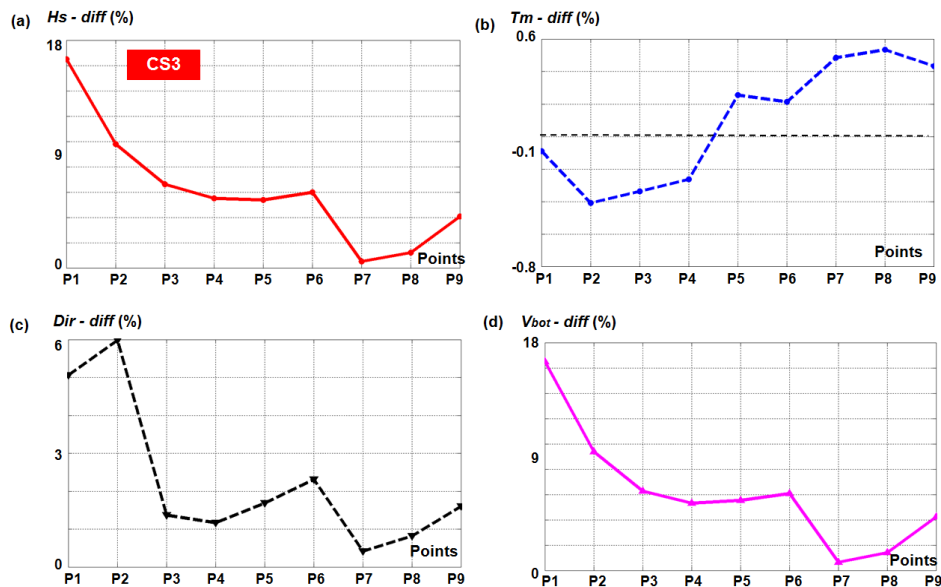 (a) Hs - diff (%)
18
CS3
9
0
Points
P1 P2 P3 P4 P5 P6 P7 P8 P9
(b) Tm - diff (%)
0.6
-0.1
-0.8
Points
P1 P2 P3 P4 P5 P6 P7 P8 P9
(c) Dir - diff (%)
6
3
0
Points
P1 P2 P3 P4 P5 P6 P7 P8 P9
(d) Vbot - diff (%)
18
9
0
Points
P1 P2 P3 P4 P5 P6 P7 P8 P9